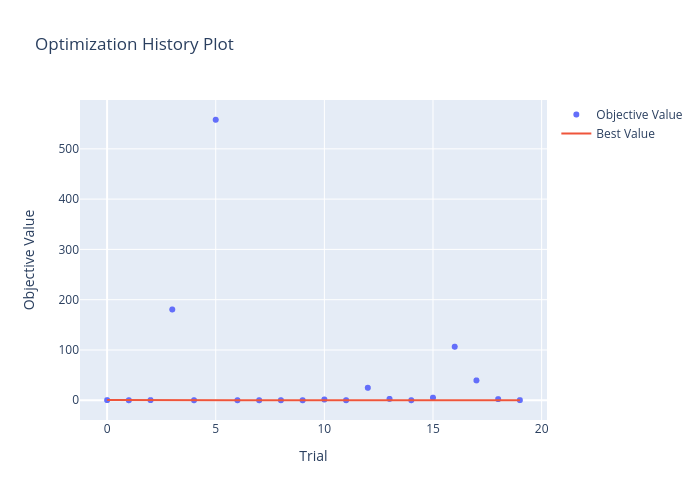 Optimization History Plot
Objective Value
Best Value
500
400
300
200
100
0
Objective Value
0
5
10
15
20
Trial